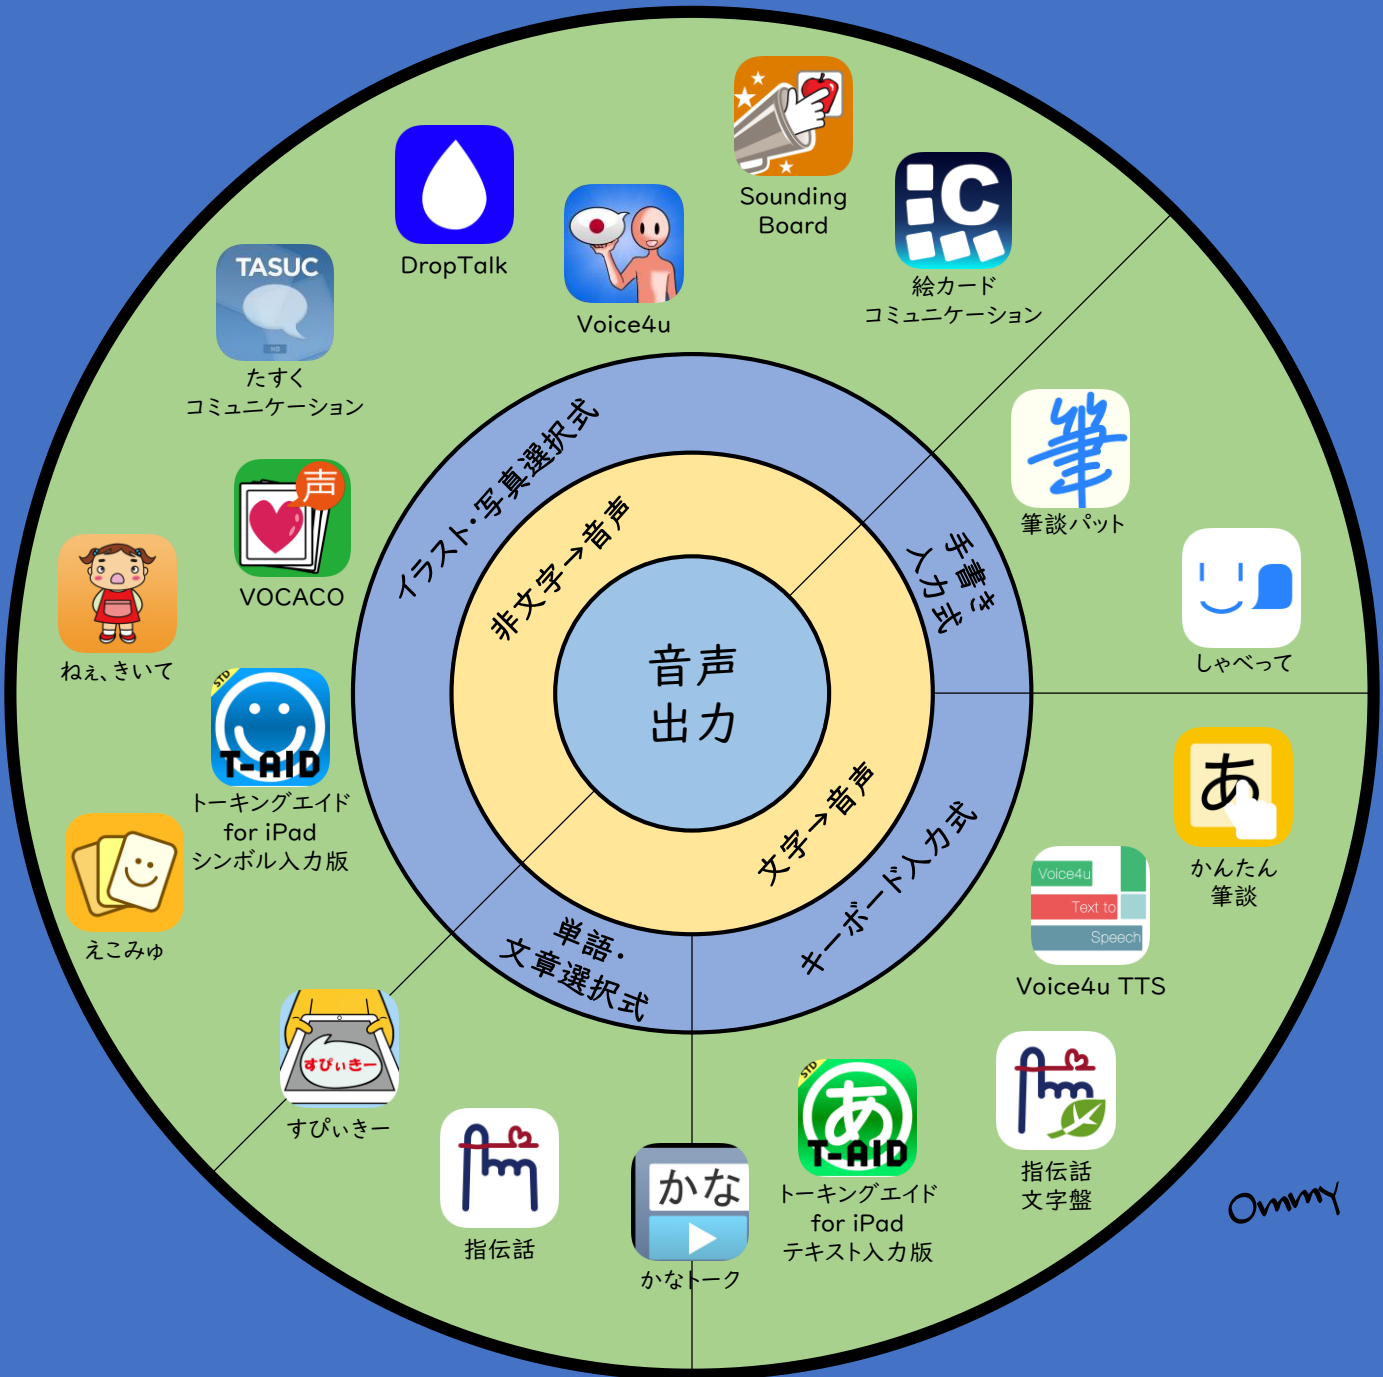 音声
出力
非文字→音声
文字→音声
イラスト・写真選択式
手書き
入力式
キーボード入力式
単語・
文章選択式
Sounding
Board
C
絵カード
コミュニケーション
DropTalk
Voice4u
TASUC
HD
たすく
コミュニケーション
声
VOCACO
ねぇ、きいて
STD
T-AID
トーキングエイド
for iPad
シンボル入力版
えこみゅ
筆
筆談パット
しゃべって
あ
かんたん
筆談
Voice4u
Text to
Speech
Voice4u TTS
指伝話
文字盤
STD
あ
T-AID
トーキングエイド
for iPad
テキスト入力版
かな
かなトーク
指伝話
すぴぃきー
すぴぃきー
Ommy